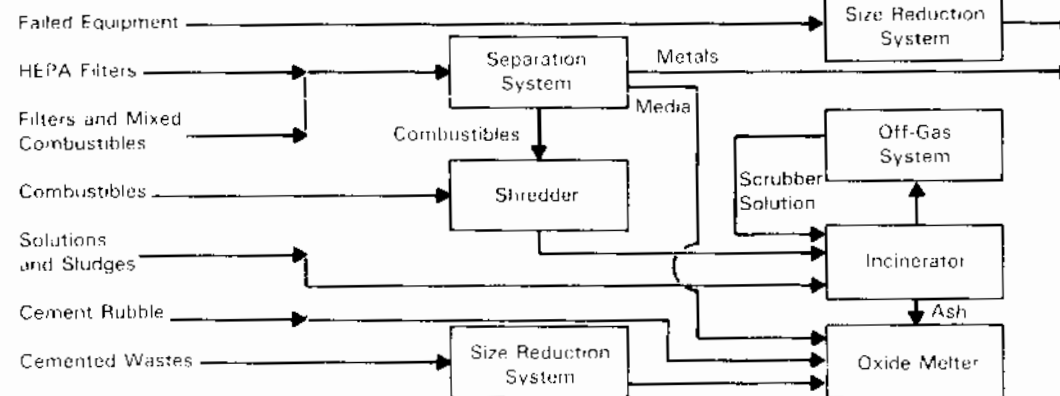 Failed Equipment
Size Reduction
System
HEPA Filters
Separation
System
Metals
Media
Filters and Mixed
Combustibles
Combustibles
Off-Gas
System
Combustibles
Shredder
Scrubber
Solution
Solutions
and Sludges
Incinerator
Cement Rubble
Ash
Cemented Wastes
Size Reduction
System
Oxide Melter